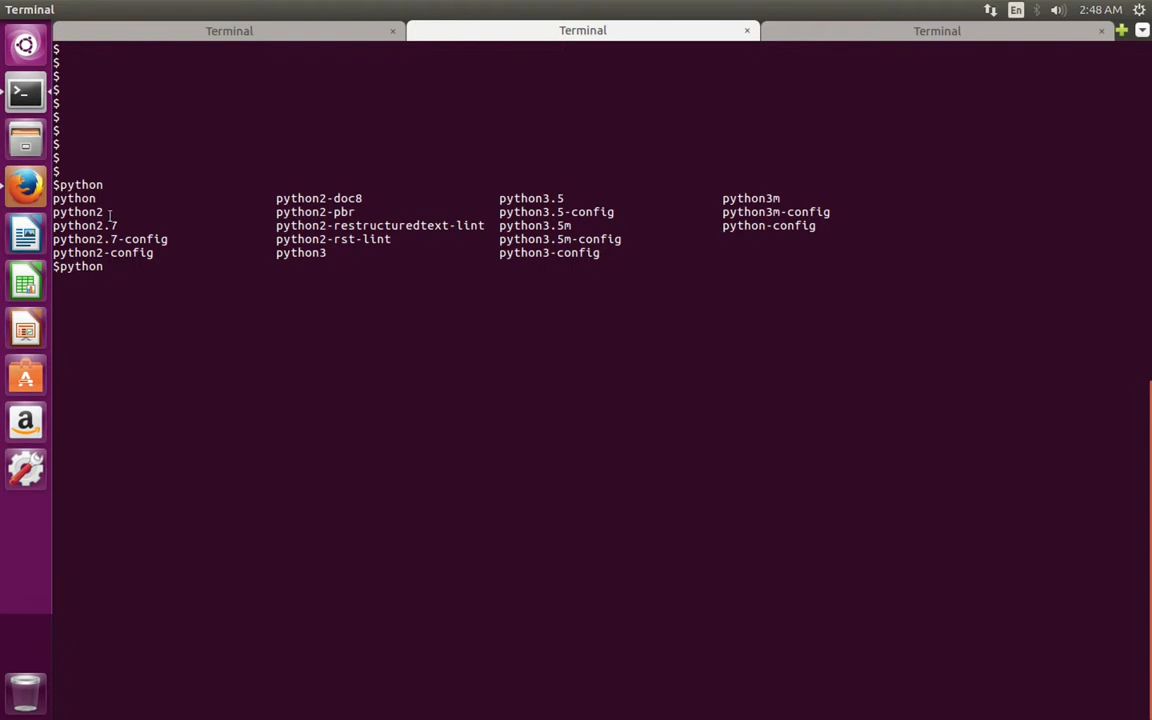 Terminal
En
2:48 AM
Terminal × Terminal × Terminal ×
$
$
$
$
$
$
$
$
$
$
$python
python python2-doc8 python3.5 python3m
python2 python2-pbr python3.5-config python3m-config
python2.7 python2-restructuredtext-lint python3.5m python-config
python2.7-config python2-rst-lint python3.5m-config
python2-config python3 python3-config
$python